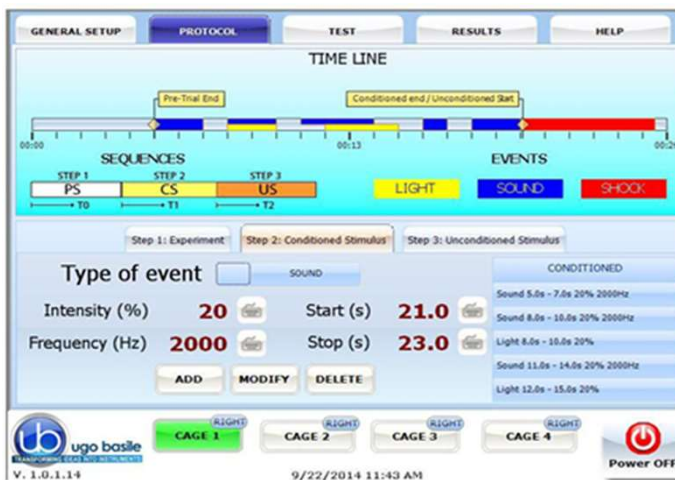 GENERAL SETUP PROTOCOL TEST RESULTS HELP
TIME LINE
Pre-Trial End Conditioned end / Unconditioned Start
00:00 00:13
SEQUENCES EVENTS
STEP 1 STEP 2 STEP 3
PS CS US LIGHT SOUND SHOCK
T0 T1 T2
Step 1: Experiment Step 2: Conditioned Stimulus Step 3: Unconditioned Stimulus
Type of event SOUND CONDITIONED
Sound 5.0s - 7.0s 20% 2000Hz
Intensity (%) 20 Start (s) 21.0
Sound 8.0s - 10.0s 20% 2000Hz
Frequency (Hz) 2000 Stop (s) 23.0 Light 8.0s - 10.0s 20%
Sound 11.0s - 14.0s 20% 2000Hz
ADD MODIFY DELETE
Light 12.0s - 15.0s 20%
RIGHT RIGHT RIGHT RIGHT
ub ugo basile CAGE 1 CAGE 2 CAGE 3 CAGE 4
TRANSFORMING IDEAS INTO INSTRUMENTS
Power OFF
V. 1.0.1.14 9/22/2014 11:43 AM